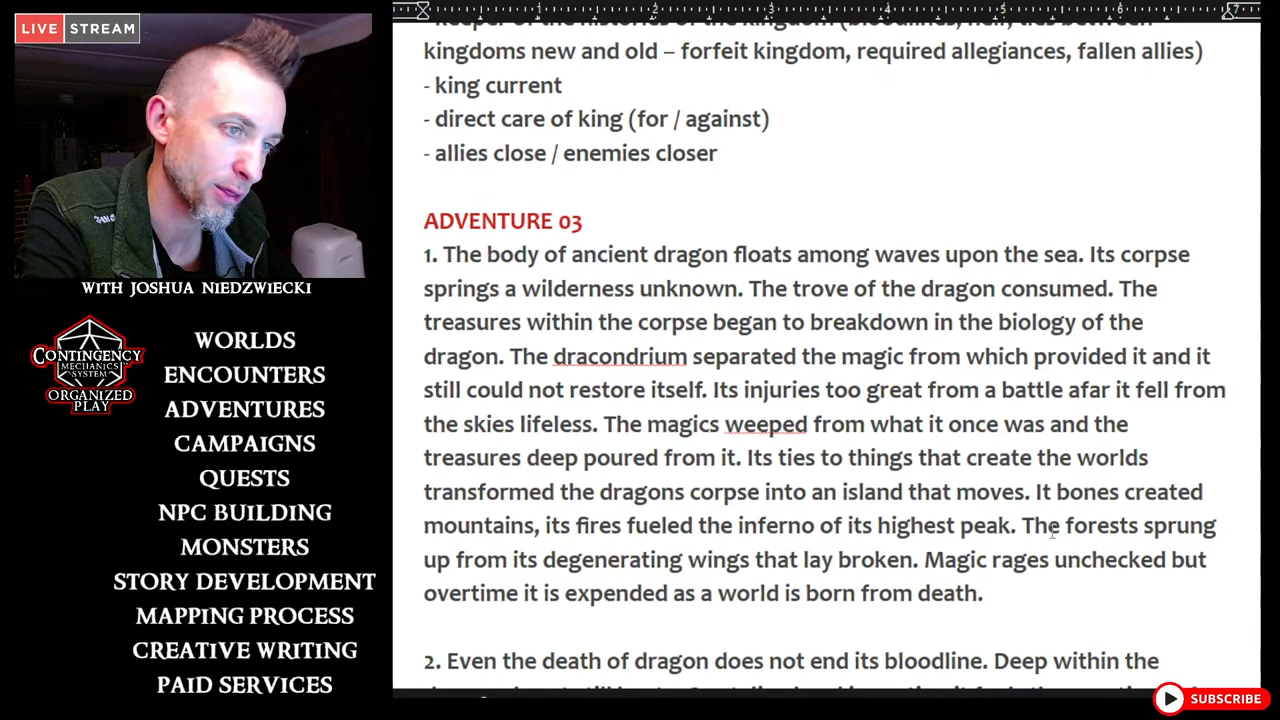 LIVE STREAM
WITH JOSHUA NIEDZWIECKI
CONTINGENCY
MECHANICS
SYSTEM
ORGANIZED
PLAY
WORLDS
ENCOUNTERS
ADVENTURES
CAMPAIGNS
QUESTS
NPC BUILDING
MONSTERS
STORY DEVELOPMENT
MAPPING PROCESS
CREATIVE WRITING
PAID SERVICES
1 2 3 4 5 6 7
kingdoms new and old – forfeit kingdom, required allegiances, fallen allies)
- king current
- direct care of king (for / against)
- allies close / enemies closer
ADVENTURE 03
1. The body of ancient dragon floats among waves upon the sea. Its corpse
springs a wilderness unknown. The trove of the dragon consumed. The
treasures within the corpse began to breakdown in the biology of the
dragon. The dracondrium separated the magic from which provided it and it
still could not restore itself. Its injuries too great from a battle afar it fell from
the skies lifeless. The magics weeped from what it once was and the
treasures deep poured from it. Its ties to things that create the worlds
transformed the dragons corpse into an island that moves. It bones created
mountains, its fires fueled the inferno of its highest peak. The forests sprung
up from its degenerating wings that lay broken. Magic rages unchecked but
overtime it is expended as a world is born from death.
2. Even the death of dragon does not end its bloodline. Deep within the
SUBSCRIBE